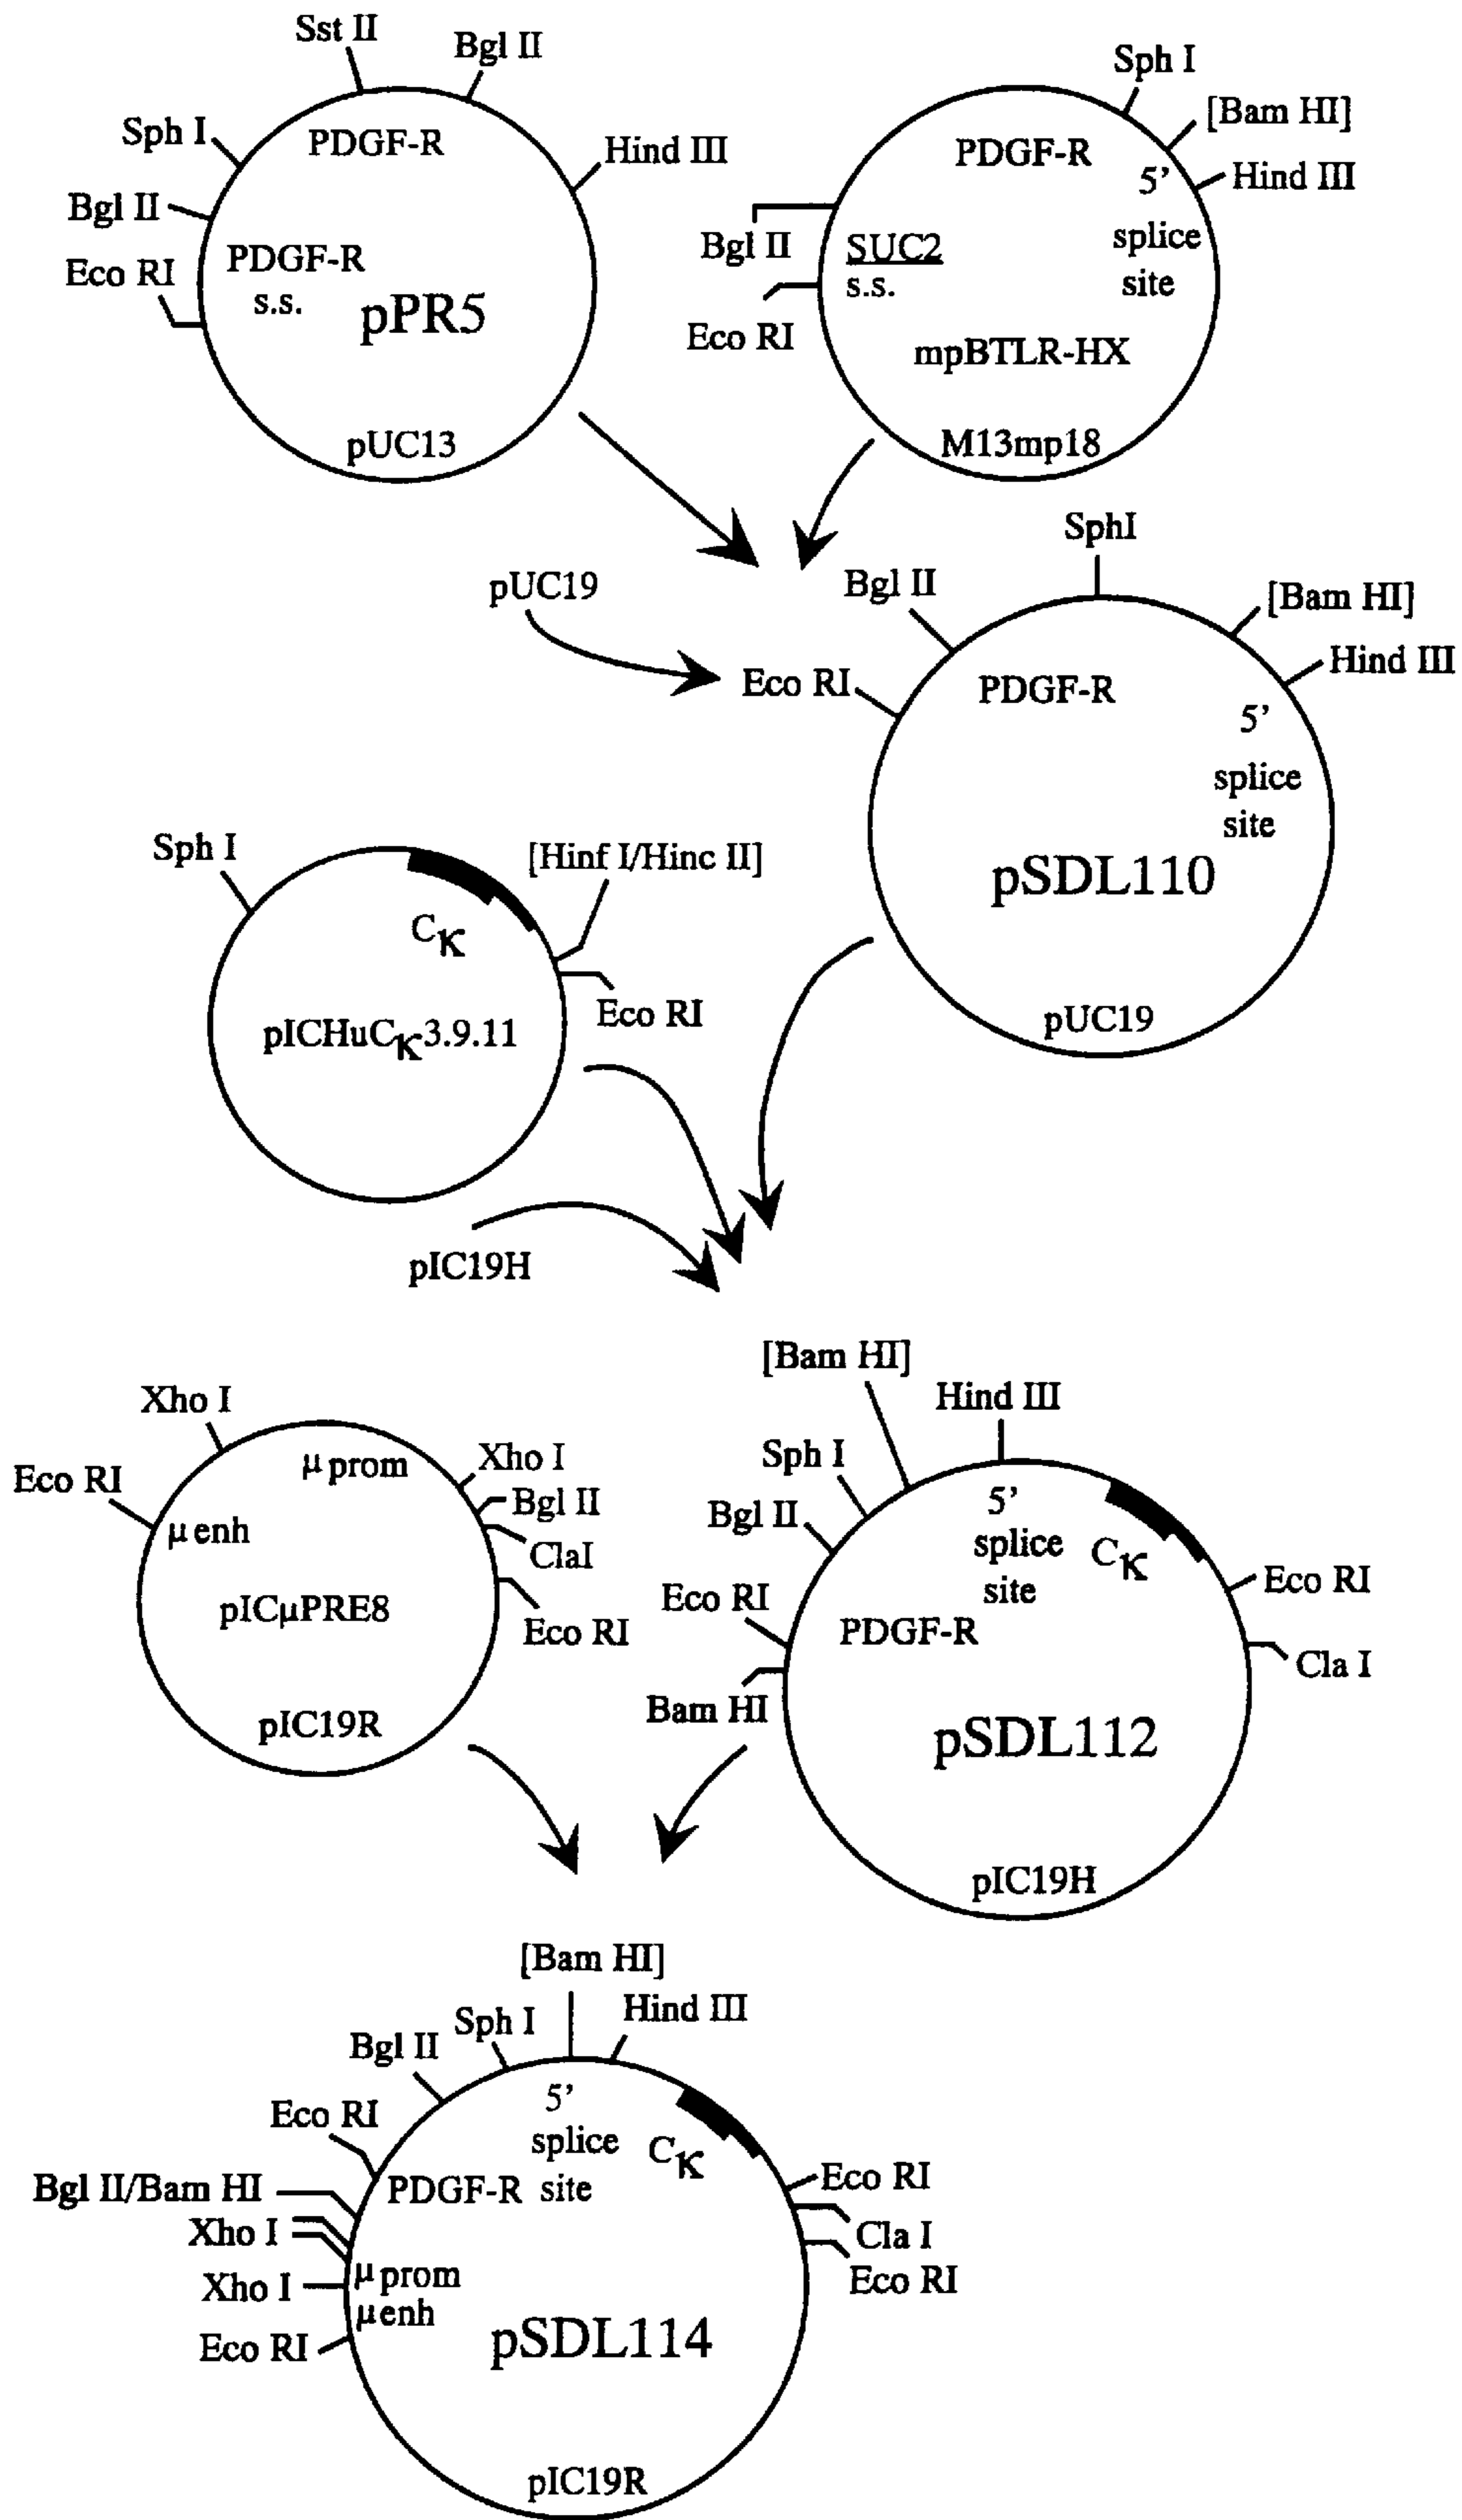 Sst II
Bgl II
Sph I
PDGF-R
Hind III
Bgl II
Eco RI
PDGF-R
s.s.
pPR5
pUC13
Sph I
[Bam HI]
PDGF-R
5’
Hind III
Bgl II
SUC2
s.s.
splice
site
Eco RI
mpBTLR-HX
M13mp18
pUC19
SphI
Bgl II
[Bam HI]
Eco RI
PDGF-R
Hind III
5’
splice
site
pSDL110
pUC19
Sph I
[Hinf I/Hinc II]
Cκ
Eco RI
pICHuCκ3.9.11
pIC19H
Xho I
Eco RI
μ prom
Xho I
μ enh
Bgl II
ClaI
pICμPRE8
Eco RI
pIC19R
[Bam HI]
Hind III
Sph I
Bgl II
5’
splice
site
Cκ
Eco RI
Eco RI
PDGF-R
Cla I
Bam HI
pSDL112
pIC19H
[Bam HI]
Sph I
Hind III
Bgl II
5’
splice
site
Eco RI
Cκ
Bgl II/Bam HI
PDGF-R
Eco RI
Xho I
Cla I
Xho I
μ prom
Eco RI
μ enh
Eco RI
pSDL114
pIC19R